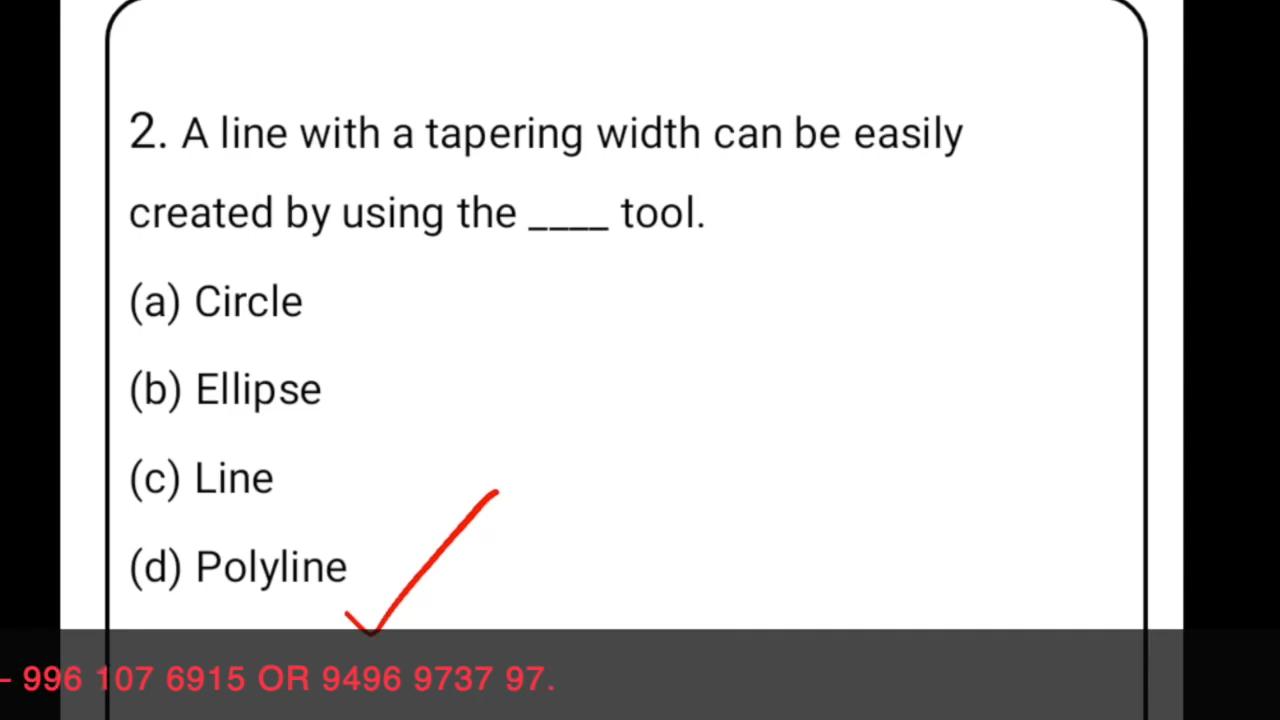 2. A line with a tapering width can be easily
created by using the ____ tool.
(a) Circle
(b) Ellipse
(c) Line
(d) Polyline
– 996 107 6915 OR 9496 9737 97.